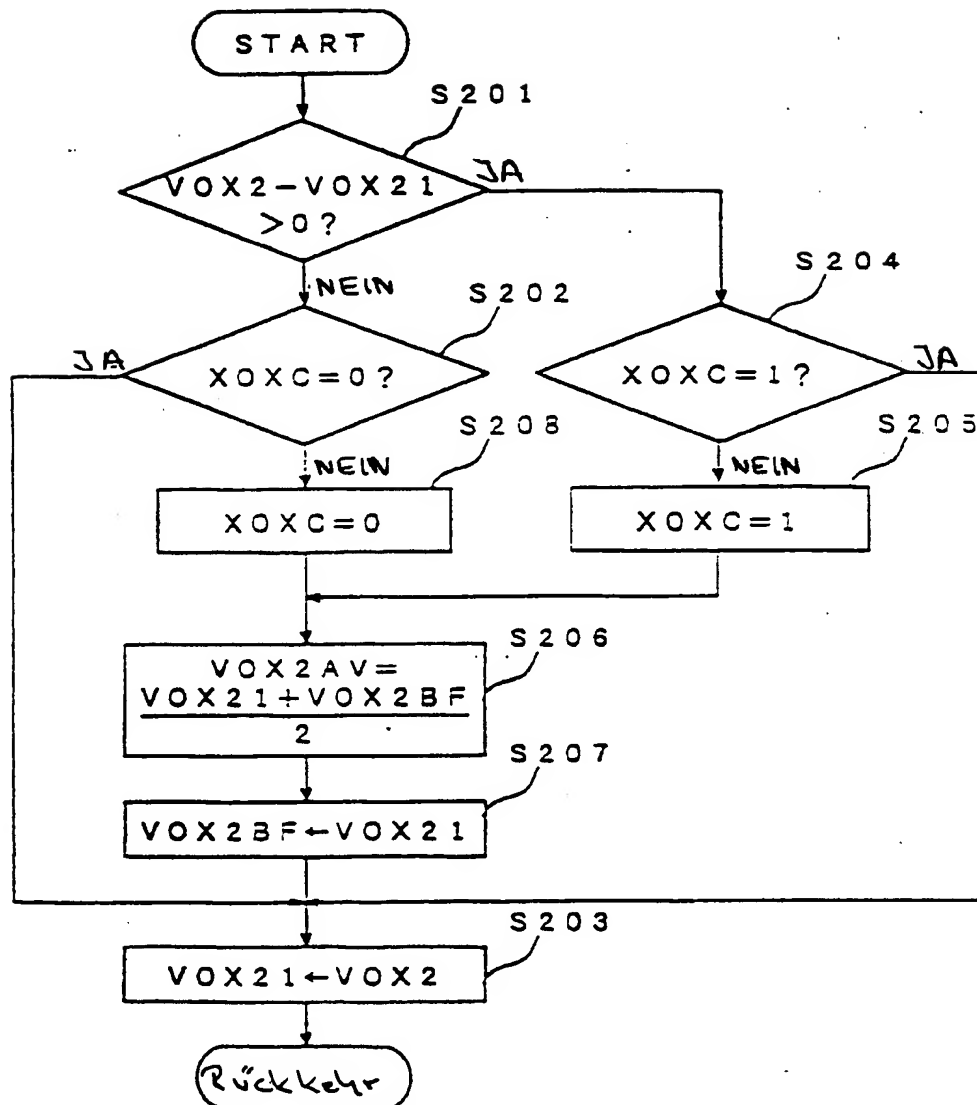 START
S201
VOX2-VOX21
>0?
JA
NEIN
S202
JA
XOXC=0?
S204
XOXC=1?
JA
S208
NEIN
XOXC=0
S205
NEIN
XOXC=1
S206
VOX2AV=
VOX21+VOX2BF
2
S207
VOX2BF←VOX21
S203
VOX21←VOX2
Rückkehr